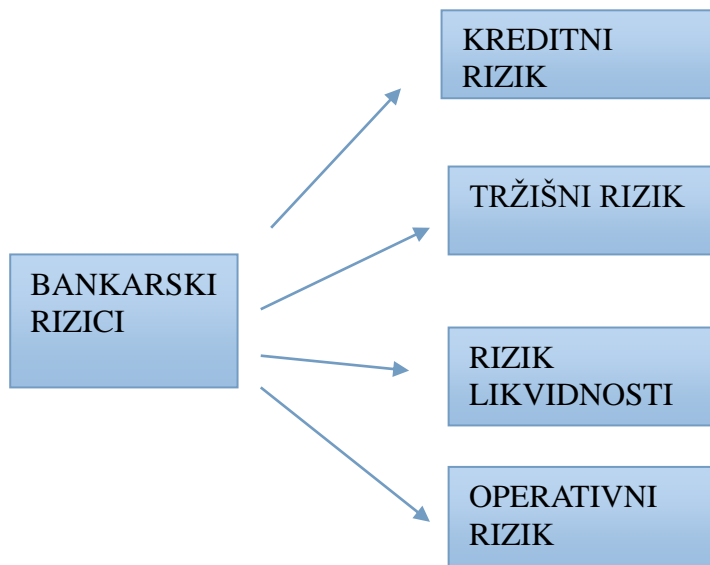 KREDITNI
RIZIK
TRŽIŠNI RIZIK
BANKARSKI
RIZICI
RIZIK
LIKVIDNOSTI
OPERATIVNI
RIZIK